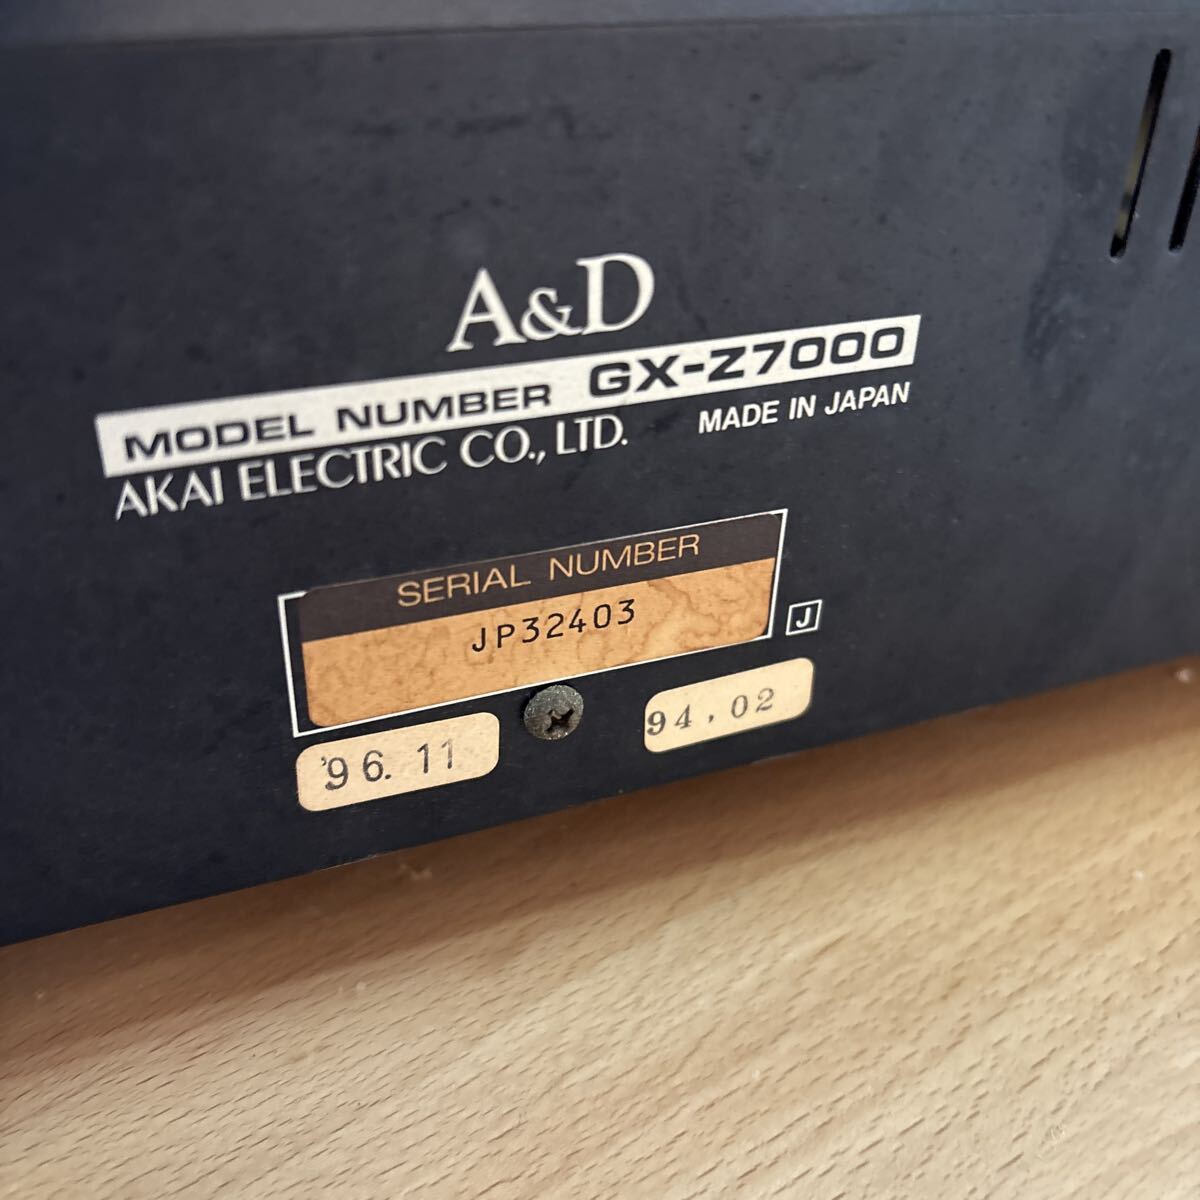 A&D
MODEL NUMBER GX-Z7000
AKAI ELECTRIC CO., LTD. MADE IN JAPAN
SERIAL NUMBER
JP32403
J
'96. 11
94.02